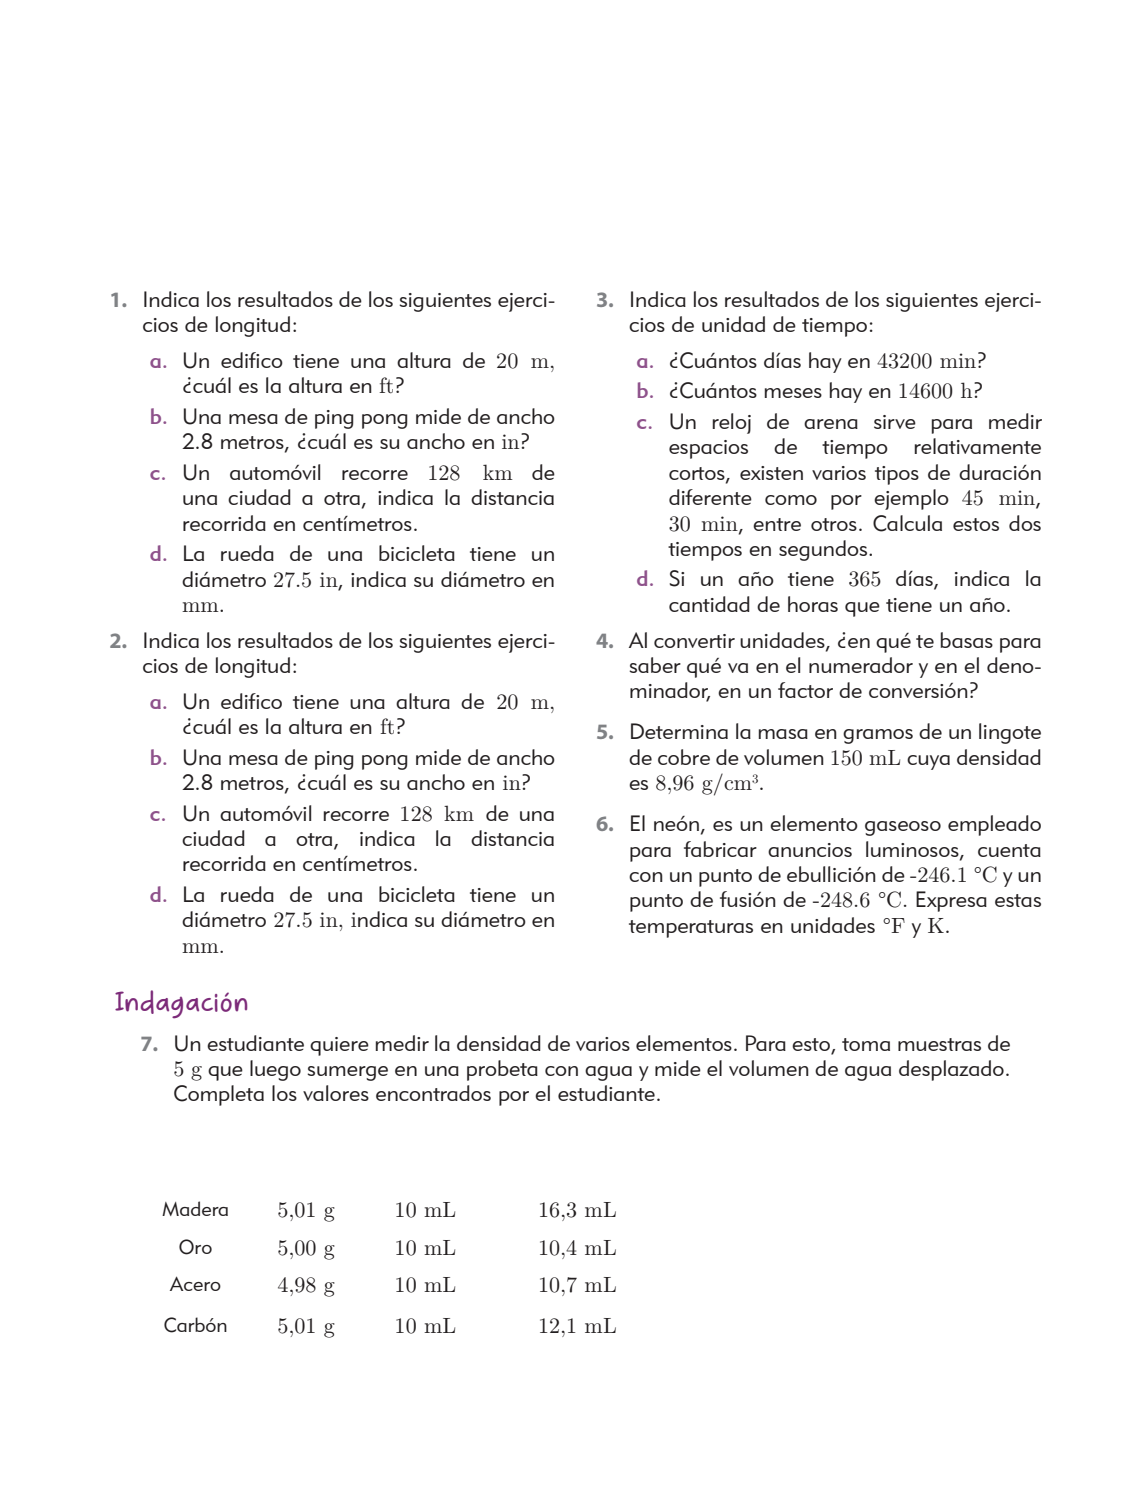 1. Indica los resultados de los siguientes ejerci-
cios de longitud:
a. Un edifico tiene una altura de 20 m,
¿cuál es la altura en ft?
b. Una mesa de ping pong mide de ancho
2.8 metros, ¿cuál es su ancho en in?
c. Un automóvil recorre 128 km de
una ciudad a otra, indica la distancia
recorrida en centímetros.
d. La rueda de una bicicleta tiene un
diámetro 27.5 in, indica su diámetro en
mm.
2. Indica los resultados de los siguientes ejerci-
cios de longitud:
a. Un edifico tiene una altura de 20 m,
¿cuál es la altura en ft?
b. Una mesa de ping pong mide de ancho
2.8 metros, ¿cuál es su ancho en in?
c. Un automóvil recorre 128 km de una
ciudad a otra, indica la distancia
recorrida en centímetros.
d. La rueda de una bicicleta tiene un
diámetro 27.5 in, indica su diámetro en
mm.
3. Indica los resultados de los siguientes ejerci-
cios de unidad de tiempo:
a. ¿Cuántos días hay en 43200 min?
b. ¿Cuántos meses hay en 14600 h?
c. Un reloj de arena sirve para medir
espacios de tiempo relativamente
cortos, existen varios tipos de duración
diferente como por ejemplo 45 min,
30 min, entre otros. Calcula estos dos
tiempos en segundos.
d. Si un año tiene 365 días, indica la
cantidad de horas que tiene un año.
4. Al convertir unidades, ¿en qué te basas para
saber qué va en el numerador y en el deno-
minador, en un factor de conversión?
5. Determina la masa en gramos de un lingote
de cobre de volumen 150 mL cuya densidad
es 8,96 g/cm³.
6. El neón, es un elemento gaseoso empleado
para fabricar anuncios luminosos, cuenta
con un punto de ebullición de -246.1 °C y un
punto de fusión de -248.6 °C. Expresa estas
temperaturas en unidades °F y K.
Indagación
7. Un estudiante quiere medir la densidad de varios elementos. Para esto, toma muestras de
5 g que luego sumerge en una probeta con agua y mide el volumen de agua desplazado.
Completa los valores encontrados por el estudiante.
Madera 5,01 g 10 mL 16,3 mL
Oro 5,00 g 10 mL 10,4 mL
Acero 4,98 g 10 mL 10,7 mL
Carbón 5,01 g 10 mL 12,1 mL